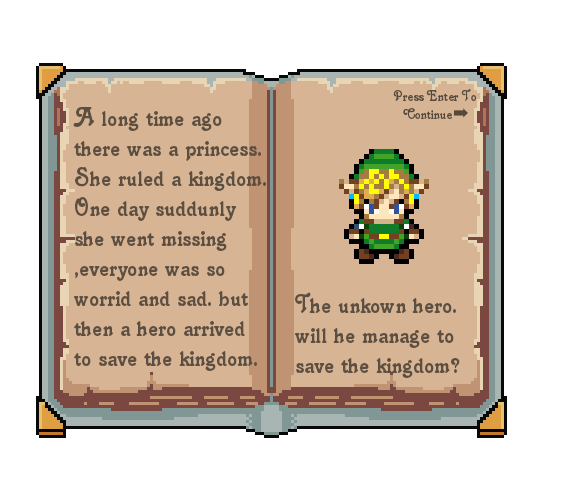 A long time ago
there was a princess.
She ruled a kingdom.
One day suddunly
she went missing
,everyone was so
worrid and sad. but
then a hero arrived
to save the kingdom.
Press Enter To
Continue
The unkown hero.
will he manage to
save the kingdom?